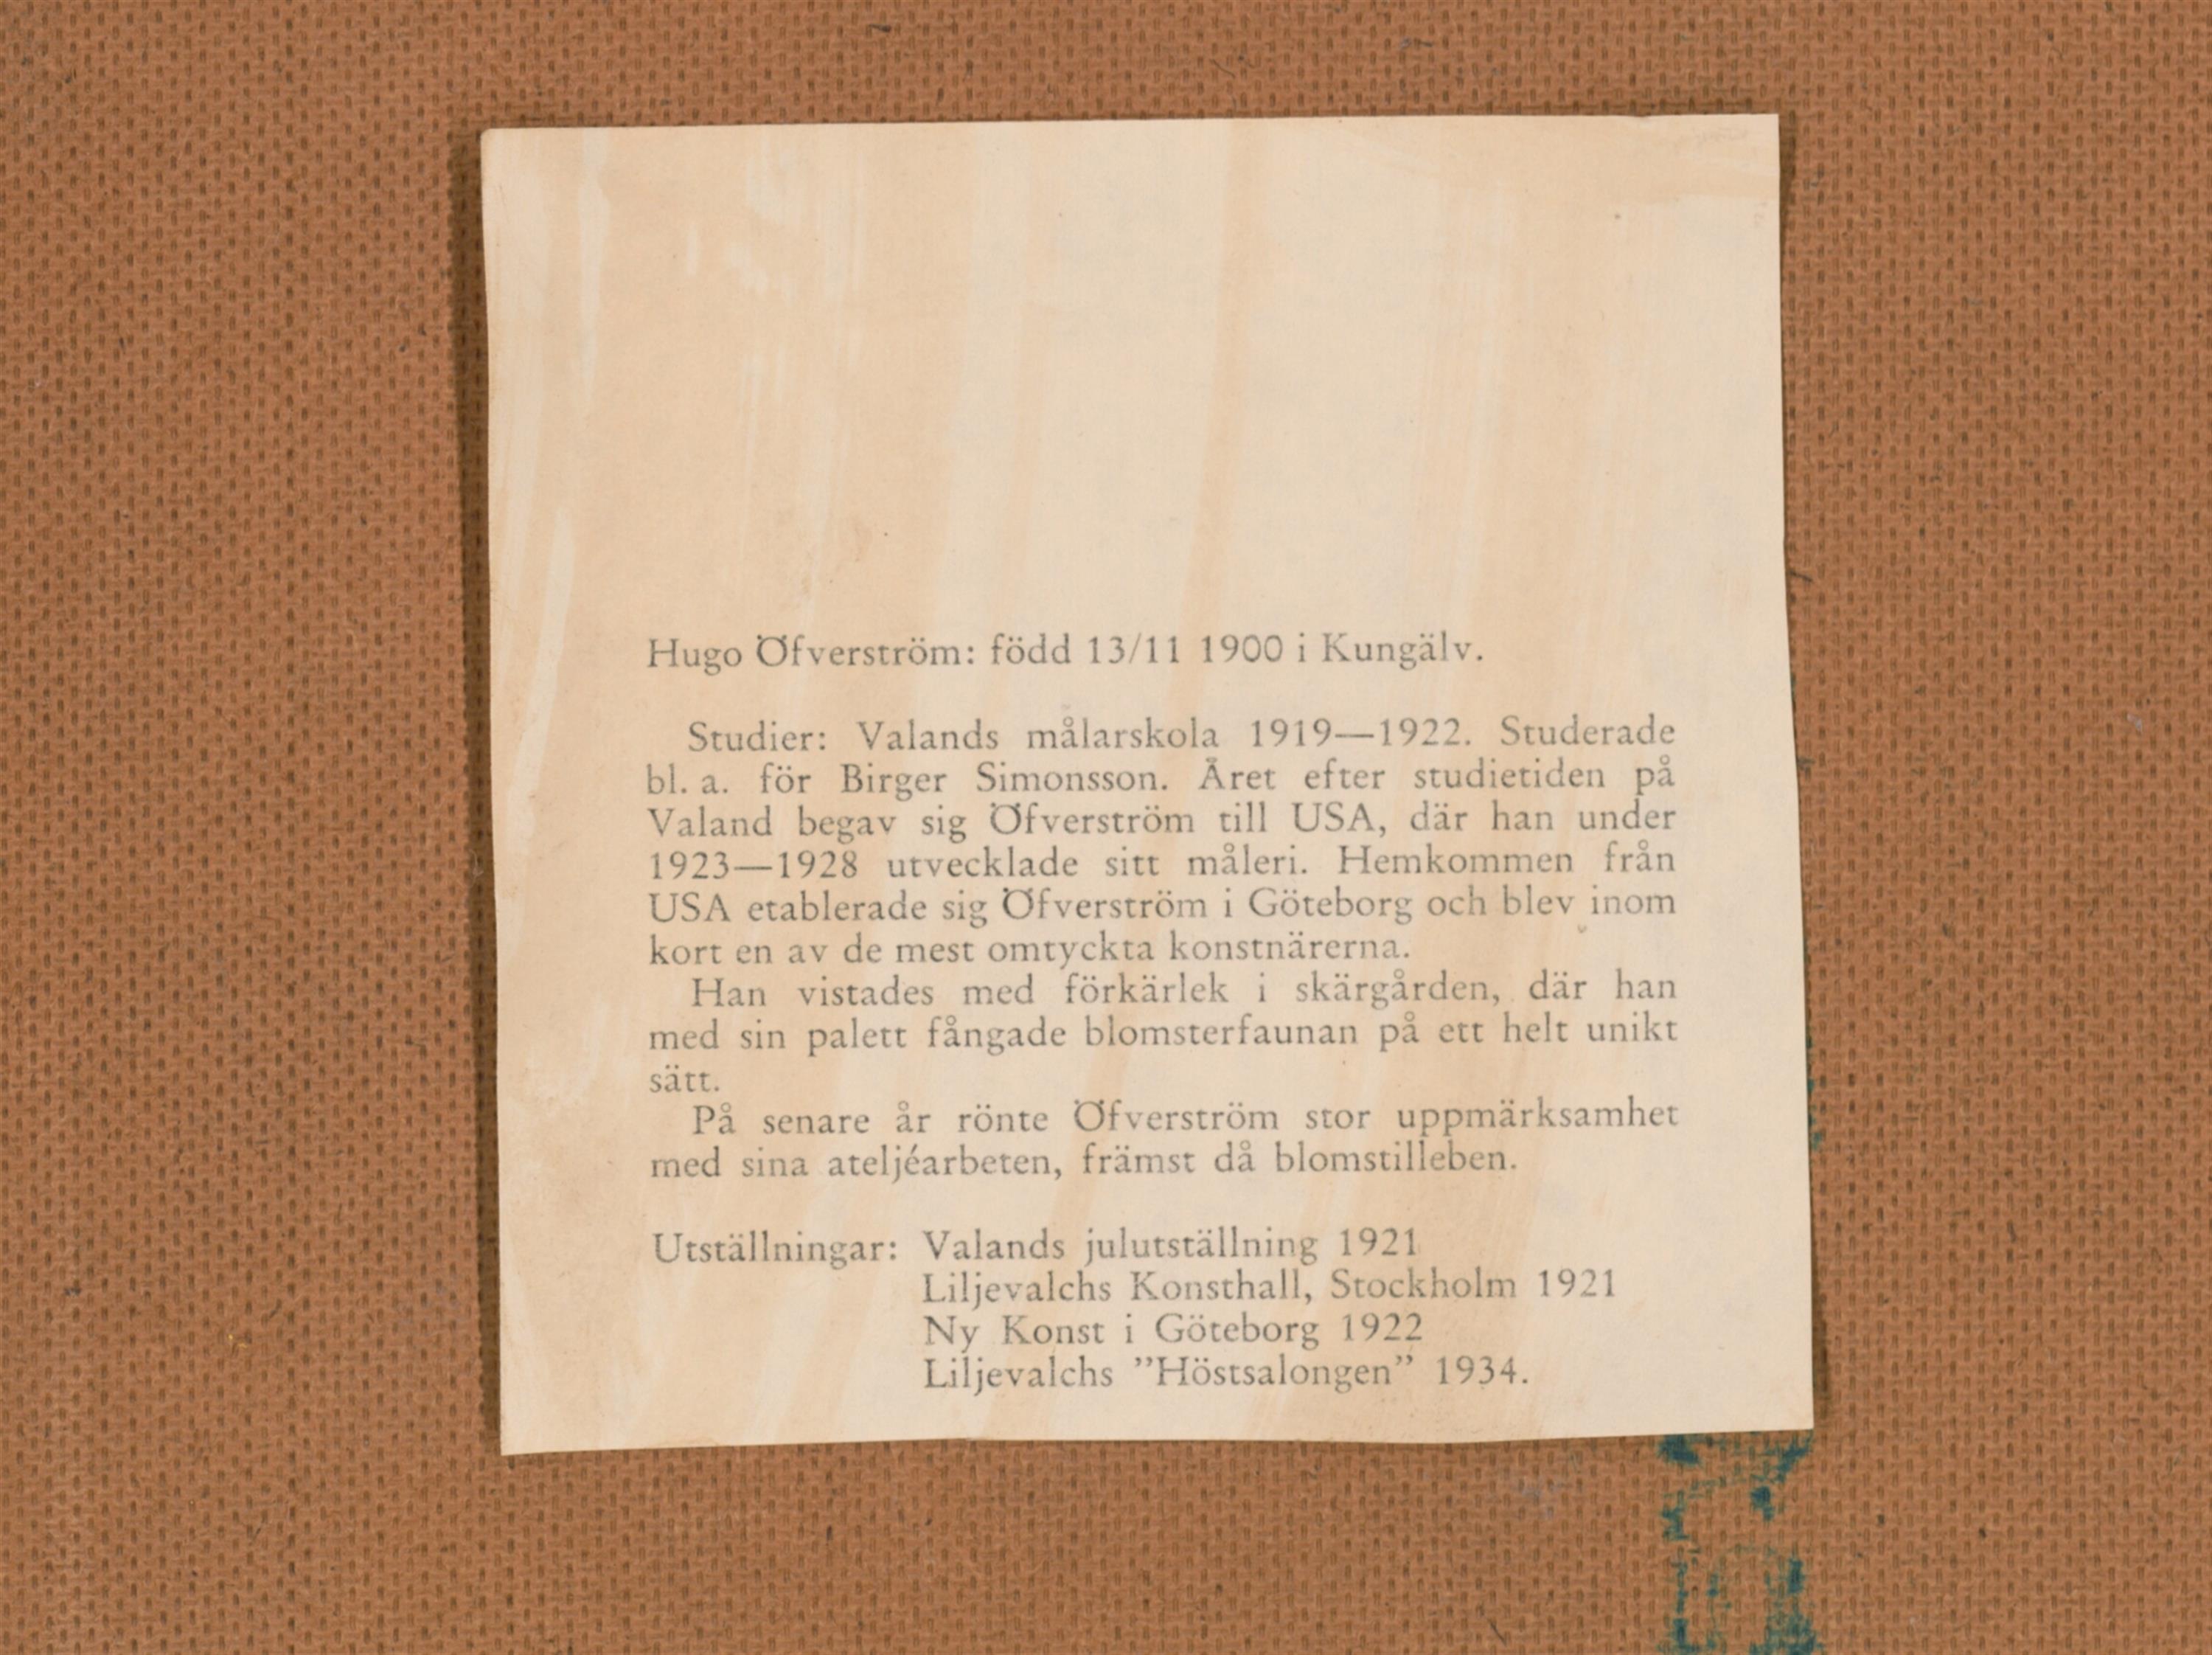 Hugo Öfverström: född 13/11 1900 i Kungälv.
Studier: Valands målarskola 1919—1922. Studerade
bl. a. för Birger Simonsson. Året efter studietiden på
Valand begav sig Öfverström till USA, där han under
1923—1928 utvecklade sitt måleri. Hemkommen från
USA etablerade sig Öfverström i Göteborg och blev inom
kort en av de mest omtyckta konstnärerna.
Han vistades med förkärlek i skärgården, där han
med sin palett fångade blomsterfaunan på ett helt unikt
sätt.
På senare år rönte Öfverström stor uppmärksamhet
med sina ateljéarbeten, främst då blomstilleben.
Utställningar: Valands julutställning 1921
Liljevalchs Konsthall, Stockholm 1921
Ny Konst i Göteborg 1922
Liljevalchs ”Höstsalongen” 1934.